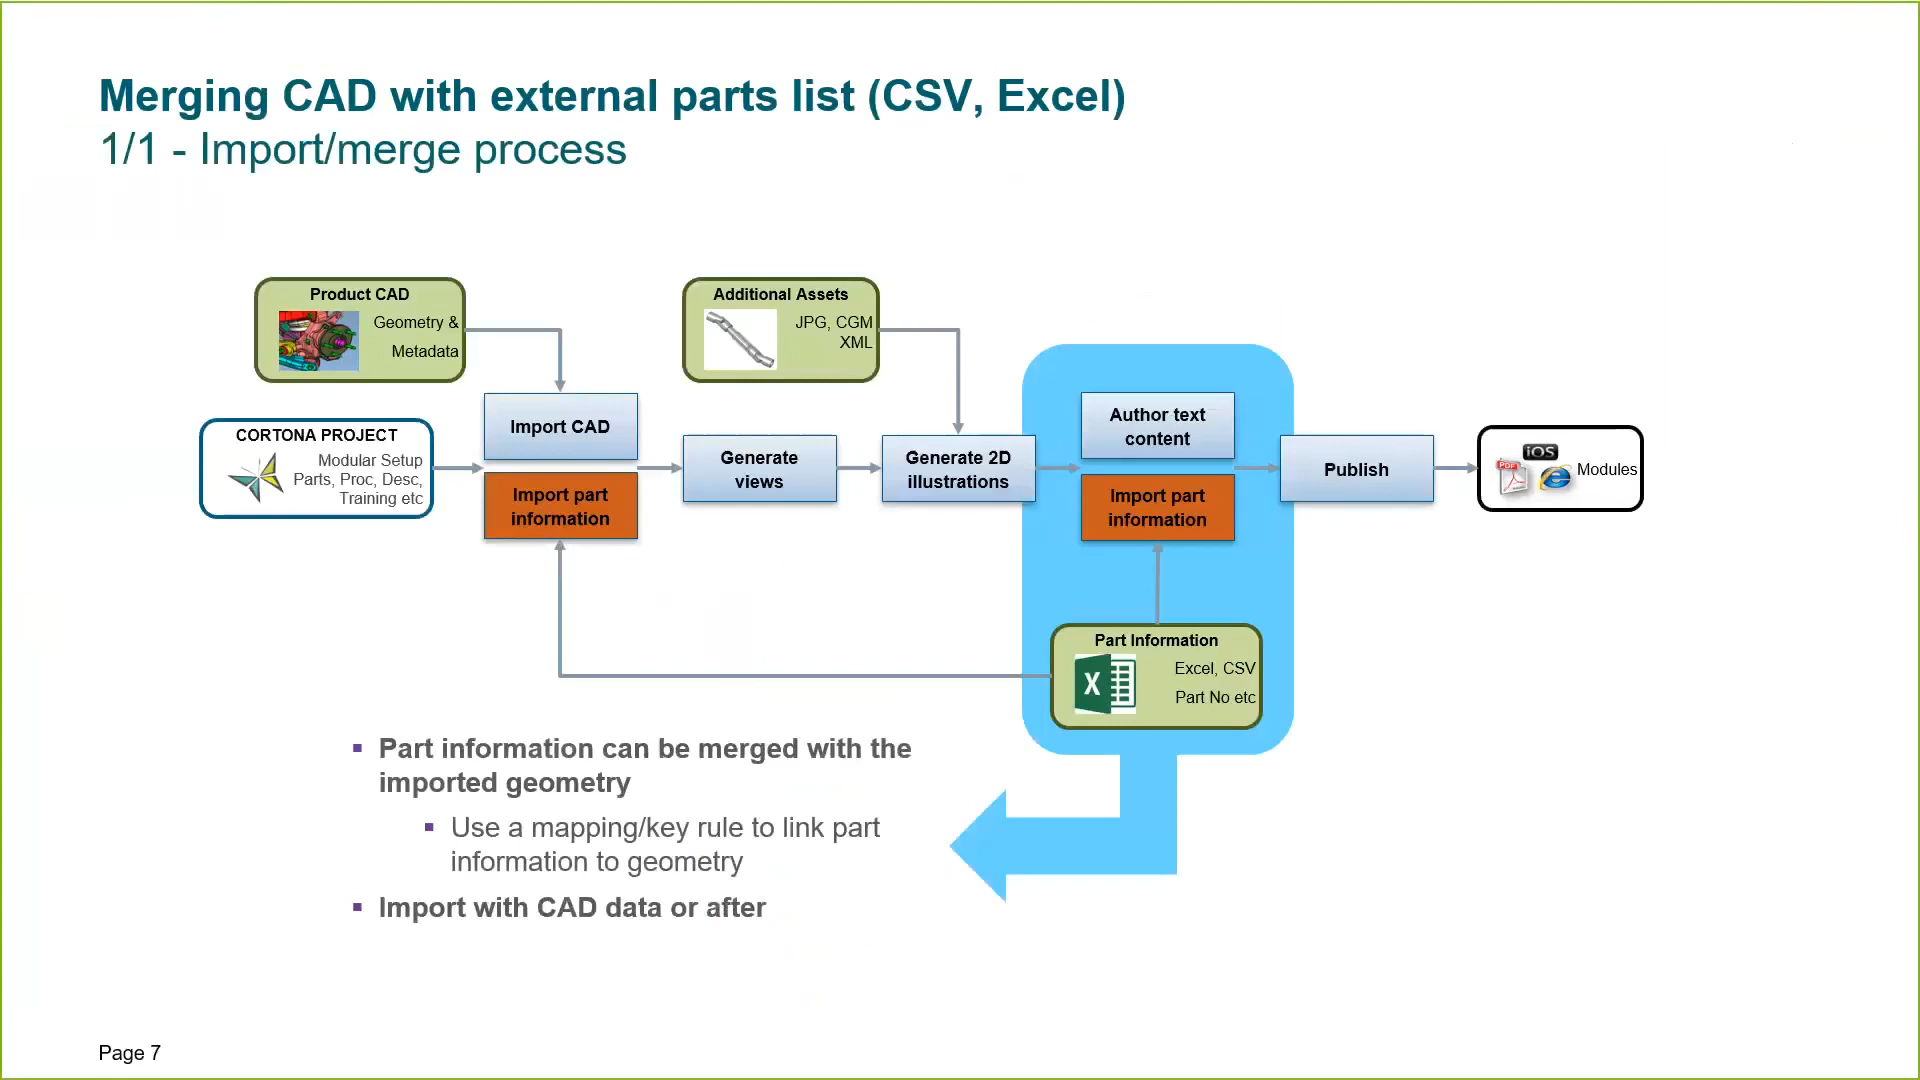 Merging CAD with external parts list (CSV, Excel)
1/1 - Import/merge process
Product CAD
Geometry &
Metadata
Additional Assets
JPG, CGM
XML
CORTONA PROJECT
Modular Setup
Parts, Proc, Desc,
Training etc
Import CAD
Import part
information
Generate
views
Generate 2D
illustrations
Author text
content
Import part
information
Publish
PDF
iOS
Modules
Part Information
X
Excel, CSV
Part No etc
▪ Part information can be merged with the
imported geometry
▪ Use a mapping/key rule to link part
information to geometry
▪ Import with CAD data or after
Page 7